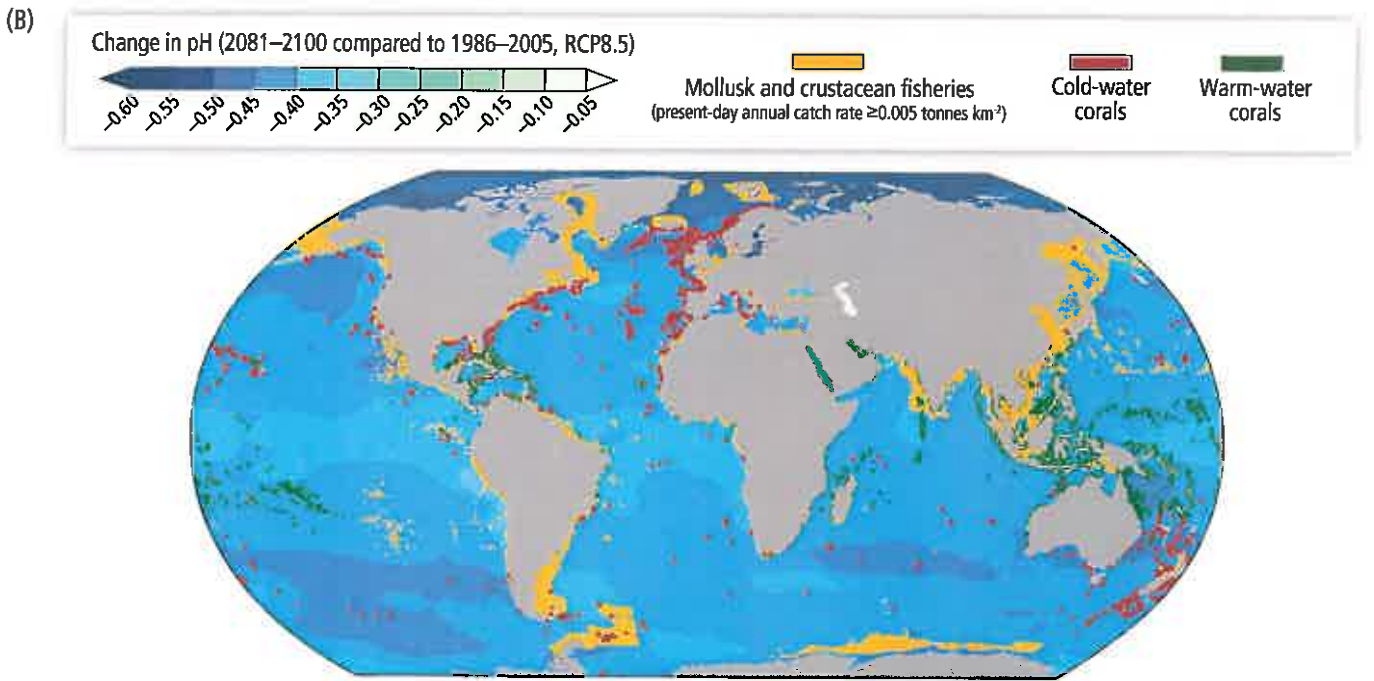 (B)
Change in pH (2081–2100 compared to 1986–2005, RCP8.5)
−0.60 −0.55 −0.50 −0.45 −0.40 −0.35 −0.30 −0.25 −0.20 −0.15 −0.10 −0.05
Mollusk and crustacean fisheries
(present-day annual catch rate ≥0.005 tonnes km⁻²)
Cold-water
corals
Warm-water
corals